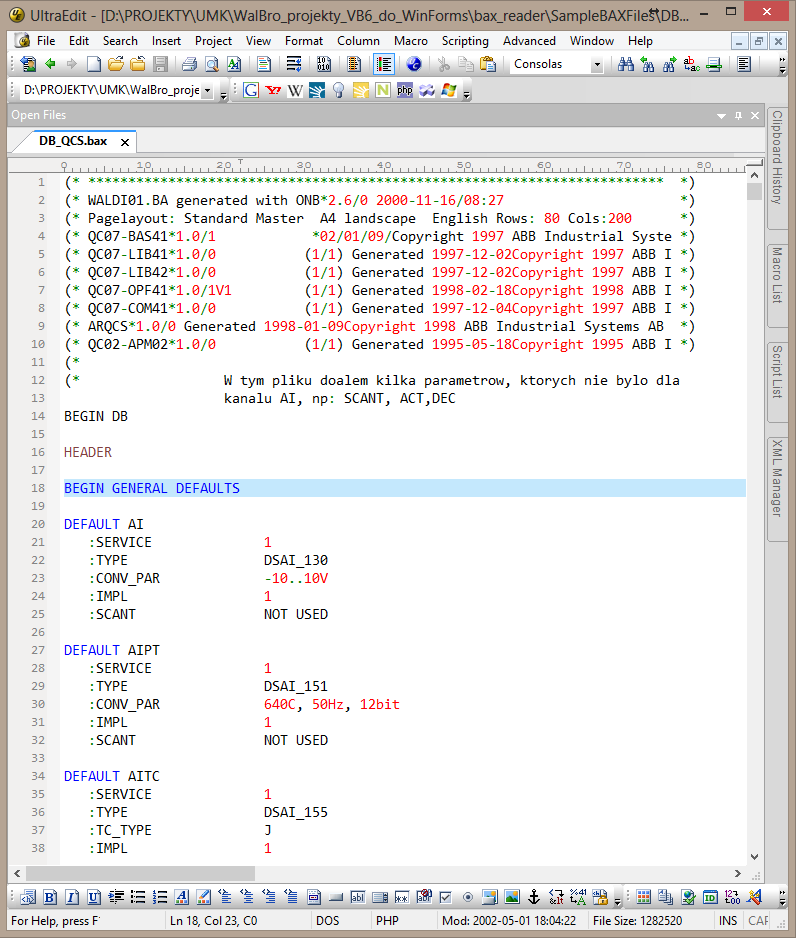 UltraEdit - [D:\PROJEKTY\UMK\WalBro_projekty_VB6_do_WinForms\bax_reader\SampleBAXFiles\DB...
File Edit Search Insert Project View Format Column Macro Scripting Advanced Window Help
Consolas
D:\PROJEKTY\UMK\WalBro_proje
Open Files
DB_QCS.bax
0 10 20 30 40 50 60 70 80
1 (* ************************************************************************ *)
2 (* WALDI01.BA generated with ONB*2.6/0 2000-11-16/08:27 *)
3 (* Pagelayout: Standard Master A4 landscape English Rows: 80 Cols:200 *)
4 (* QC07-BAS41*1.0/1 *02/01/09/Copyright 1997 ABB Industrial Syste *)
5 (* QC07-LIB41*1.0/0 (1/1) Generated 1997-12-02Copyright 1997 ABB I *)
6 (* QC07-LIB42*1.0/0 (1/1) Generated 1997-12-02Copyright 1997 ABB I *)
7 (* QC07-OPF41*1.0/1V1 (1/1) Generated 1998-02-18Copyright 1998 ABB I *)
8 (* QC07-COM41*1.0/0 (1/1) Generated 1997-12-04Copyright 1997 ABB I *)
9 (* ARQCS*1.0/0 Generated 1998-01-09Copyright 1998 ABB Industrial Systems AB *)
10 (* QC02-APM02*1.0/0 (1/1) Generated 1995-05-18Copyright 1995 ABB I *)
11 (*
12 (* W tym pliku doalem kilka parametrow, ktorych nie bylo dla
13 kanalu AI, np: SCANT, ACT,DEC
14 BEGIN DB
15
16 HEADER
17
18 BEGIN GENERAL DEFAULTS
19
20 DEFAULT AI
21 :SERVICE 1
22 :TYPE DSAI_130
23 :CONV_PAR -10..10V
24 :IMPL 1
25 :SCANT NOT USED
26
27 DEFAULT AIPT
28 :SERVICE 1
29 :TYPE DSAI_151
30 :CONV_PAR 640C, 50Hz, 12bit
31 :IMPL 1
32 :SCANT NOT USED
33
34 DEFAULT AITC
35 :SERVICE 1
36 :TYPE DSAI_155
37 :TC_TYPE J
38 :IMPL 1
Clipboard History
Macro List
Script List
XML Manager
For Help, press F Ln 18, Col 23, C0 DOS PHP Mod: 2002-05-01 18:04:22 File Size: 1282520 INS CAP